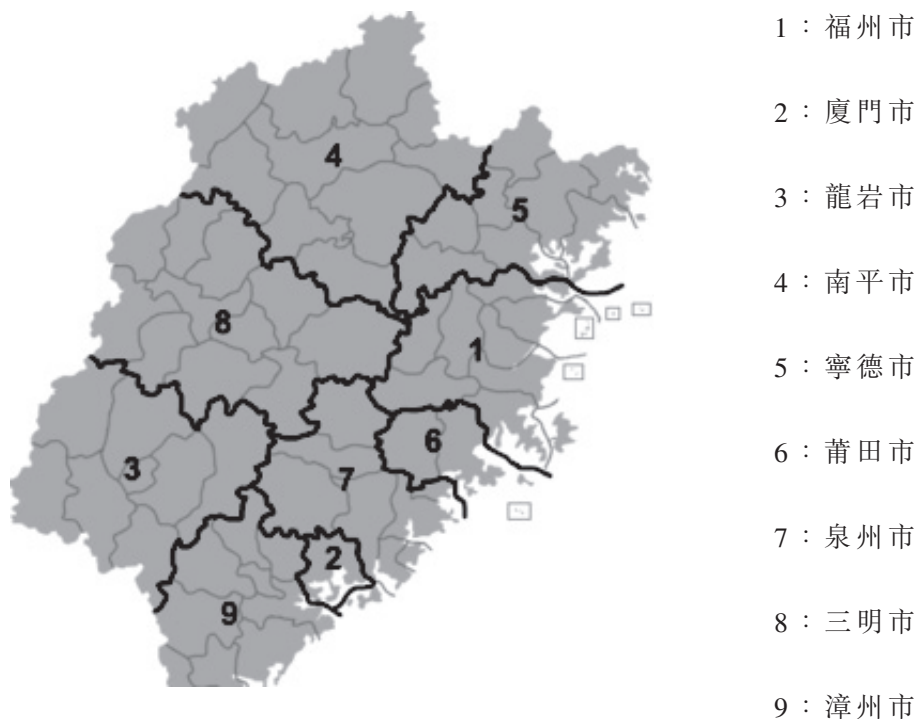 1：福州市
2：廈門市
3：龍岩市
4：南平市
5：寧德市
6：莆田市
7：泉州市
8：三明市
9：漳州市
4
5
8
1
6
3
7
2
9